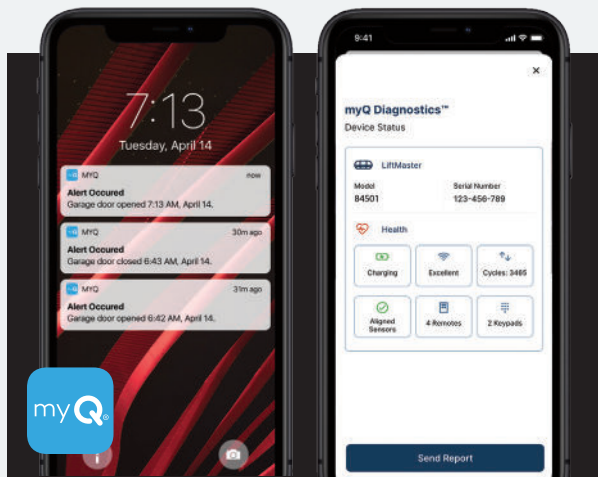 7:13
Tuesday, April 14
MYQ now
Alert Occured
Garage door opened 7:13 AM, April 14.
MYQ 30m ago
Alert Occured
Garage door closed 6:43 AM, April 14.
MYQ 31m ago
Alert Occured
Garage door opened 6:42 AM, April 14.
myQ®
9:41
myQ Diagnostics™
Device Status
LiftMaster
Model Serial Number
84501 123-456-789
Health
Charging Excellent Cycles: 3465
Aligned Sensors 4 Remotes 2 Keypads
Send Report